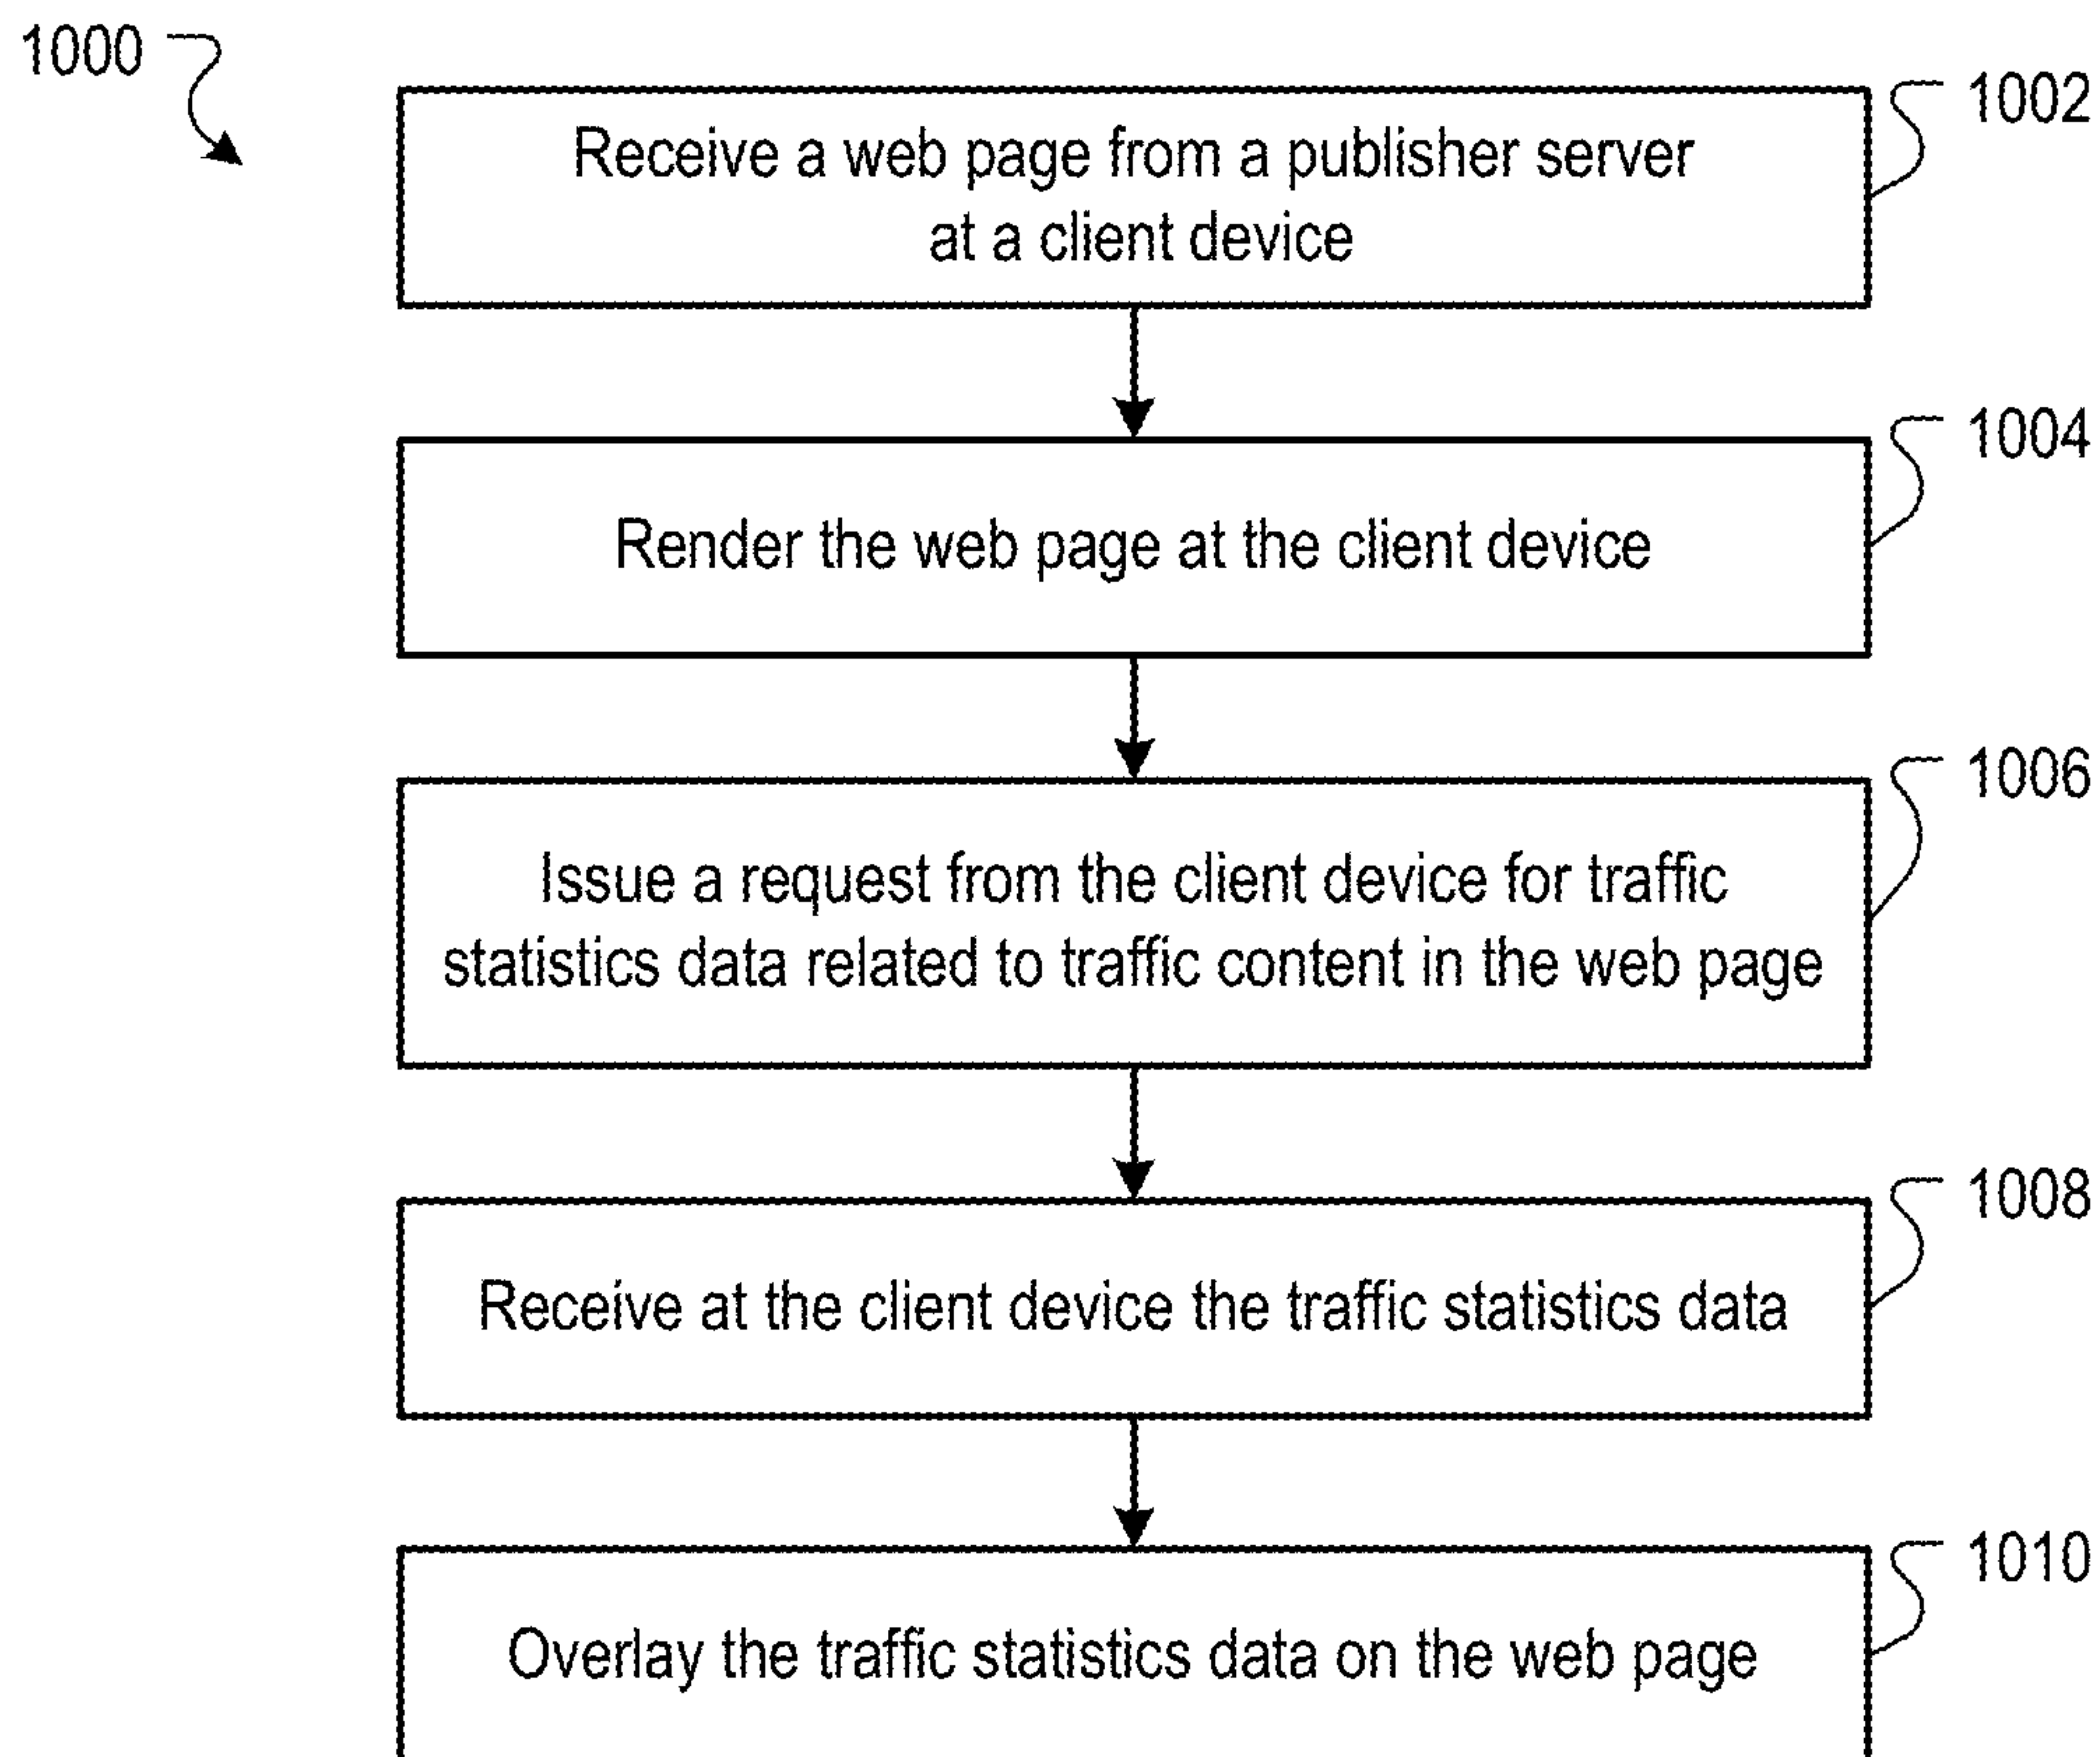 1000
1002
Receive a web page from a publisher server
at a client device
1004
Render the web page at the client device
1006
Issue a request from the client device for traffic
statistics data related to traffic content in the web page
1008
Receive at the client device the traffic statistics data
1010
Overlay the traffic statistics data on the web page